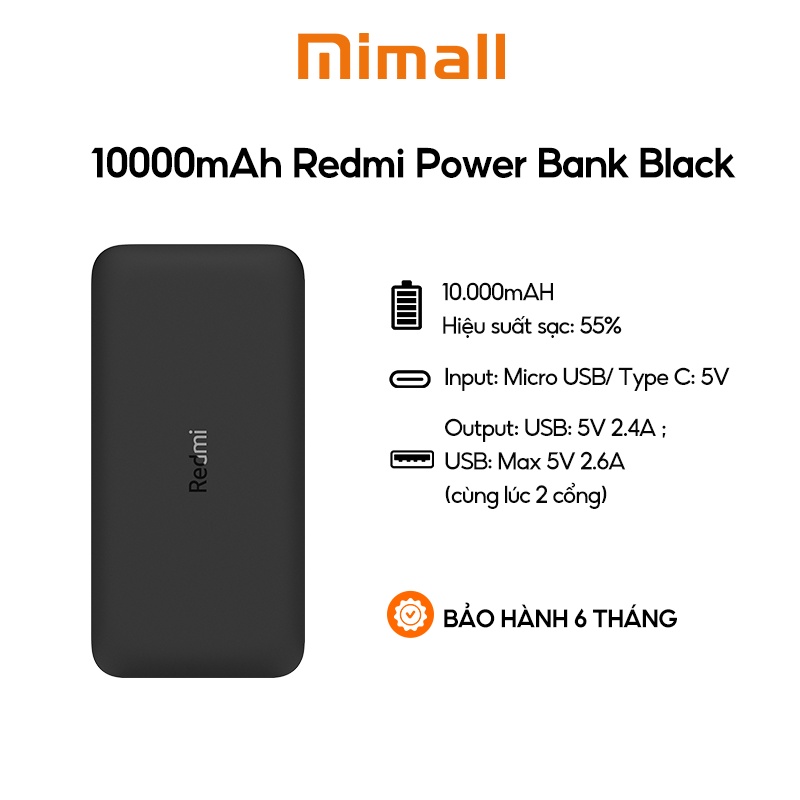 mimall
10000mAh Redmi Power Bank Black
Redmi
10.000mAH
Hiệu suất sạc: 55%
Input: Micro USB/ Type C: 5V
Output: USB: 5V 2.4A ;
USB: Max 5V 2.6A
(cùng lúc 2 cổng)
BẢO HÀNH 6 THÁNG